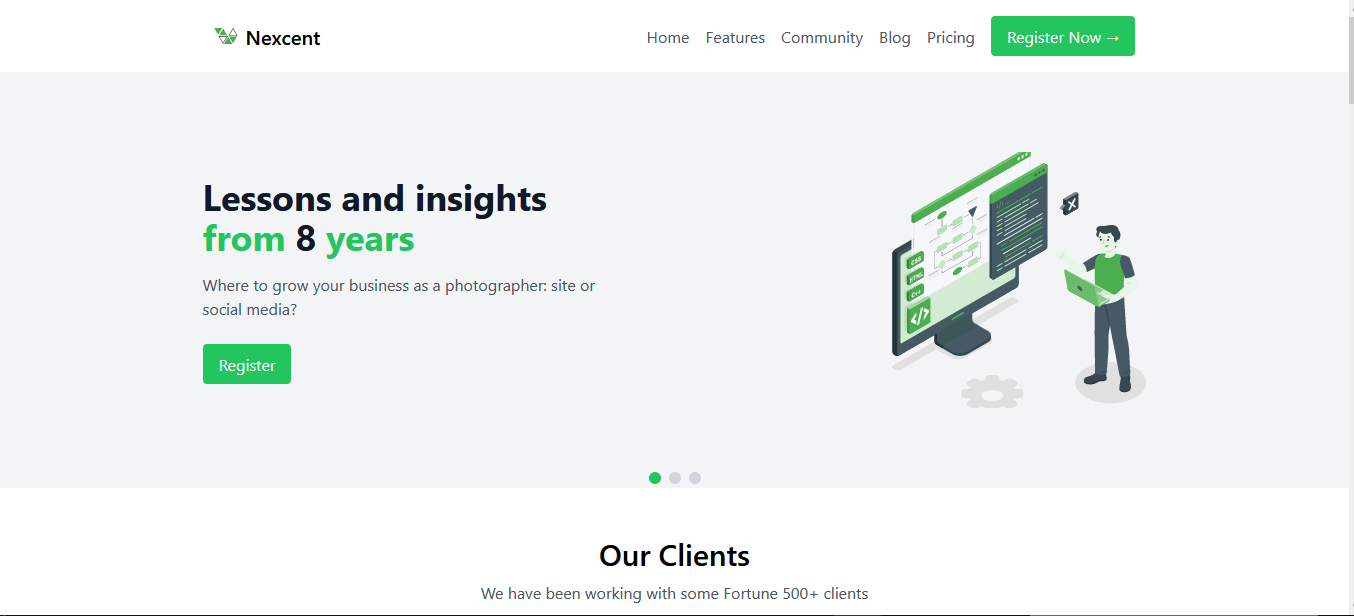 Nexcent
Home Features Community Blog Pricing Register Now →
Lessons and insights
from 8 years
Where to grow your business as a photographer: site or
social media?
Register
CSS
HTML
C++
</>
X
Our Clients
We have been working with some Fortune 500+ clients